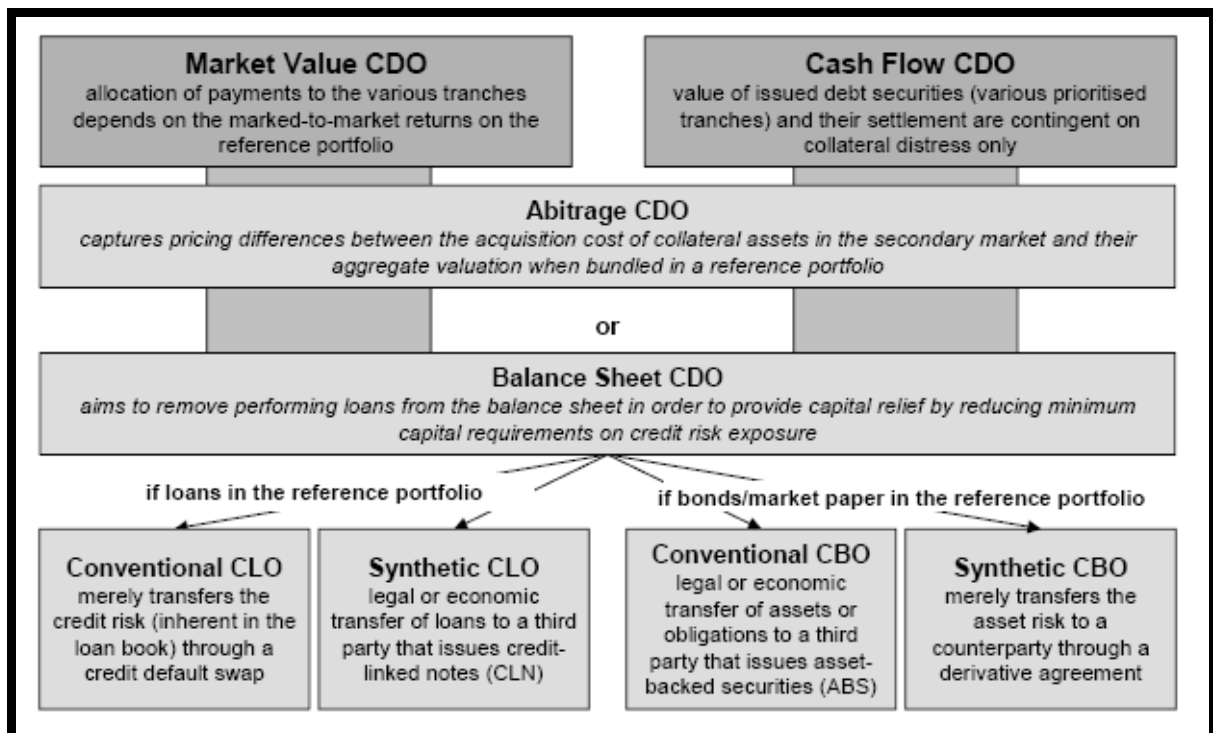 Market Value CDO
allocation of payments to the various tranches
depends on the marked-to-market returns on the
reference portfolio
Cash Flow CDO
value of issued debt securities (various prioritised
tranches) and their settlement are contingent on
collateral distress only
Abitrage CDO
captures pricing differences between the acquisition cost of collateral assets in the secondary market and their
aggregate valuation when bundled in a reference portfolio
or
Balance Sheet CDO
aims to remove performing loans from the balance sheet in order to provide capital relief by reducing minimum
capital requirements on credit risk exposure
if loans in the reference portfolio
if bonds/market paper in the reference portfolio
Conventional CLO
merely transfers the
credit risk (inherent in the
loan book) through a
credit default swap
Synthetic CLO
legal or economic
transfer of loans to a third
party that issues credit-
linked notes (CLN)
Conventional CBO
legal or economic
transfer of assets or
obligations to a third
party that issues asset-
backed securities (ABS)
Synthetic CBO
merely transfers the
asset risk to a
counterparty through a
derivative agreement